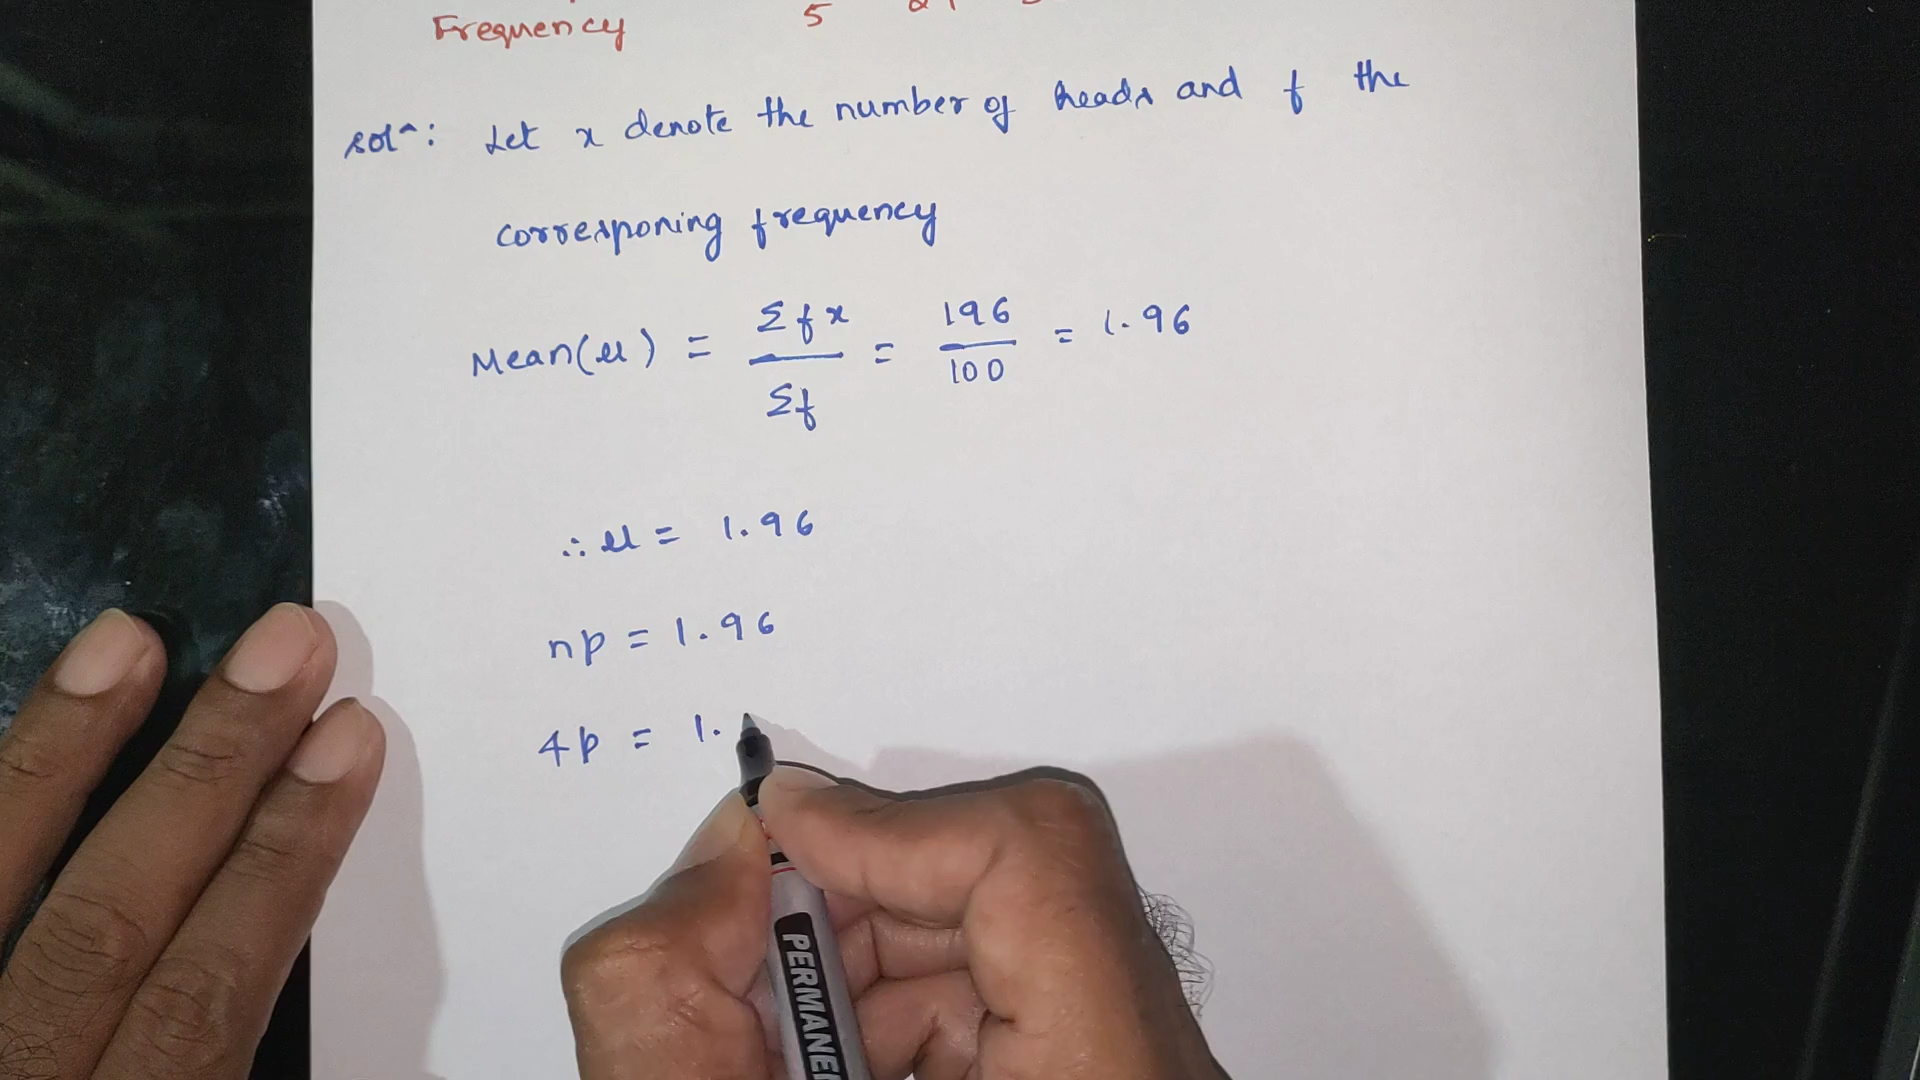 Frequency 5
soln: Let x denote the number of heads and f the
corresponing frequency
Mean(μ) = Σfx / Σf = 196 / 100 = 1.96
∴ μ = 1.96
np = 1.96
4p = 1.
PERMANE